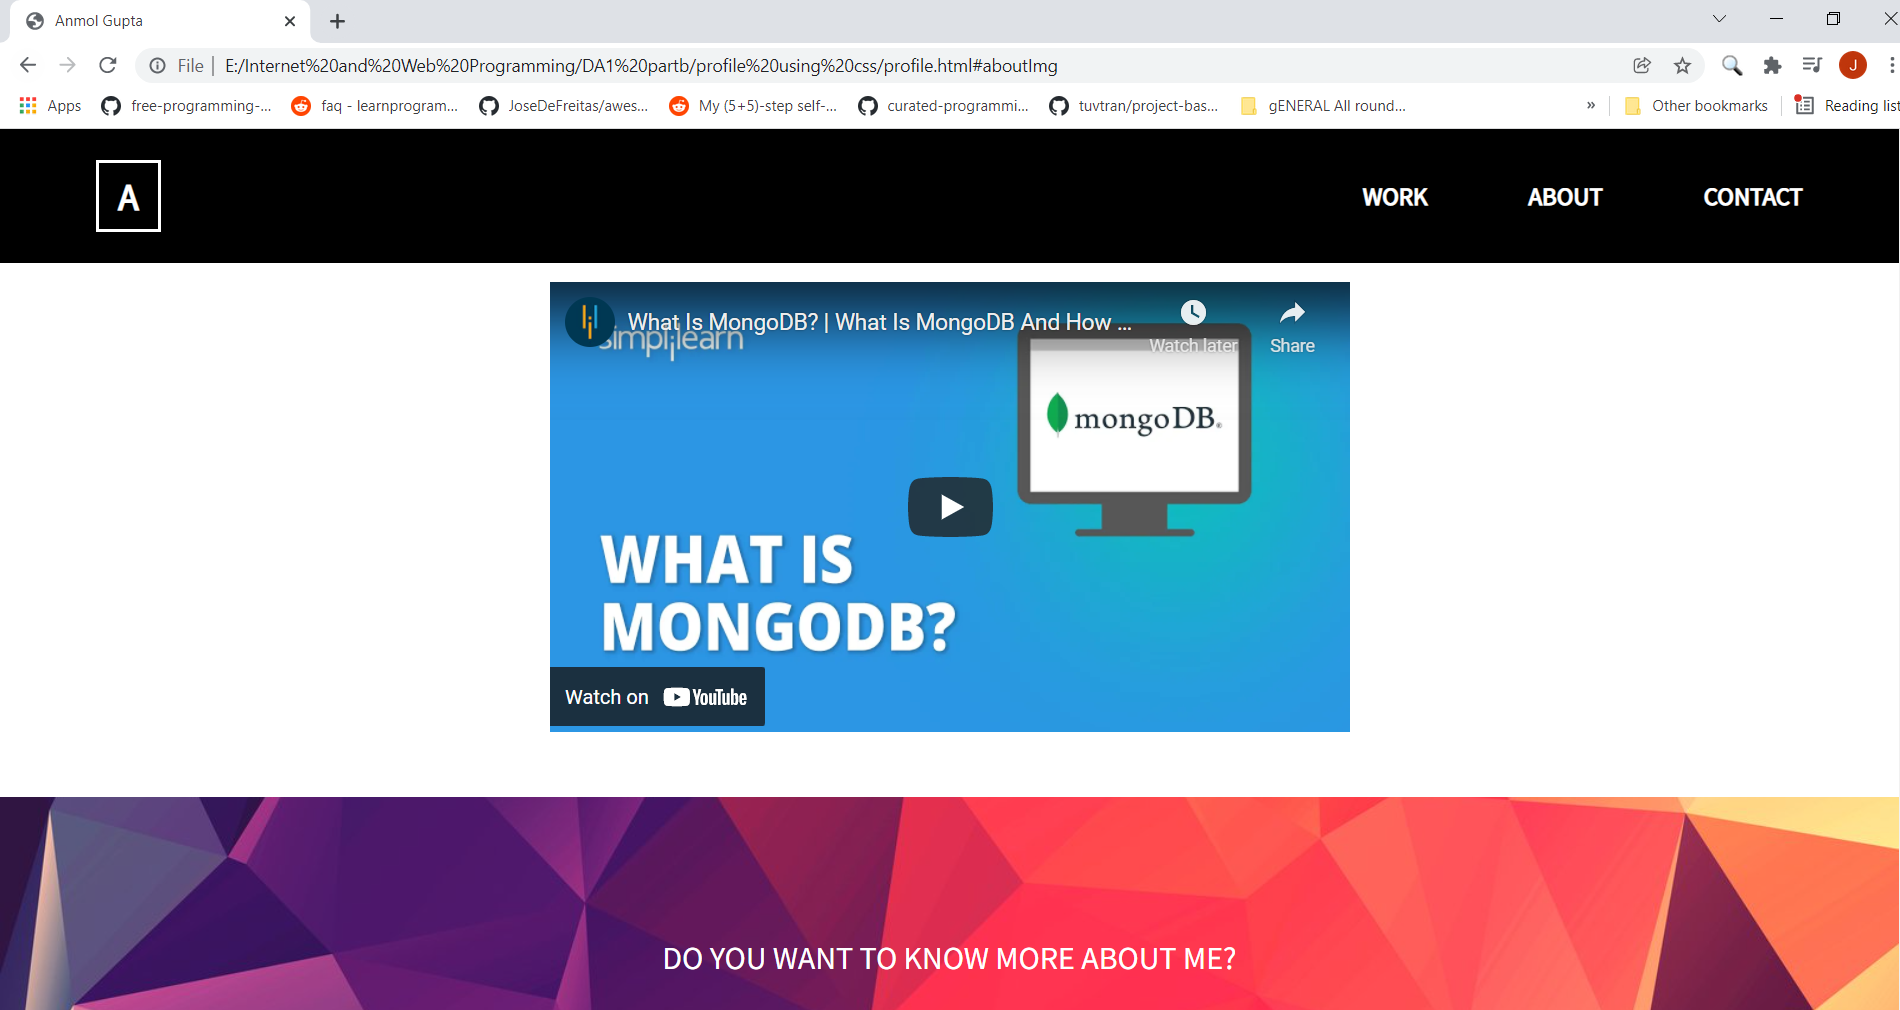 Anmol Gupta
File | E:/Internet%20and%20Web%20Programming/DA1%20partb/profile%20using%20css/profile.html#aboutImg J
Apps free-programming-... faq - learnprogram... JoseDeFreitas/awes... My (5+5)-step self-... curated-programmi... tuvtran/project-bas... gENERAL All round... » Other bookmarks Reading list
A WORK ABOUT CONTACT
What Is MongoDB? | What Is MongoDB And How ...
simplilearn Watch later Share
mongoDB®
WHAT IS
MONGODB?
Watch on YouTube
DO YOU WANT TO KNOW MORE ABOUT ME?